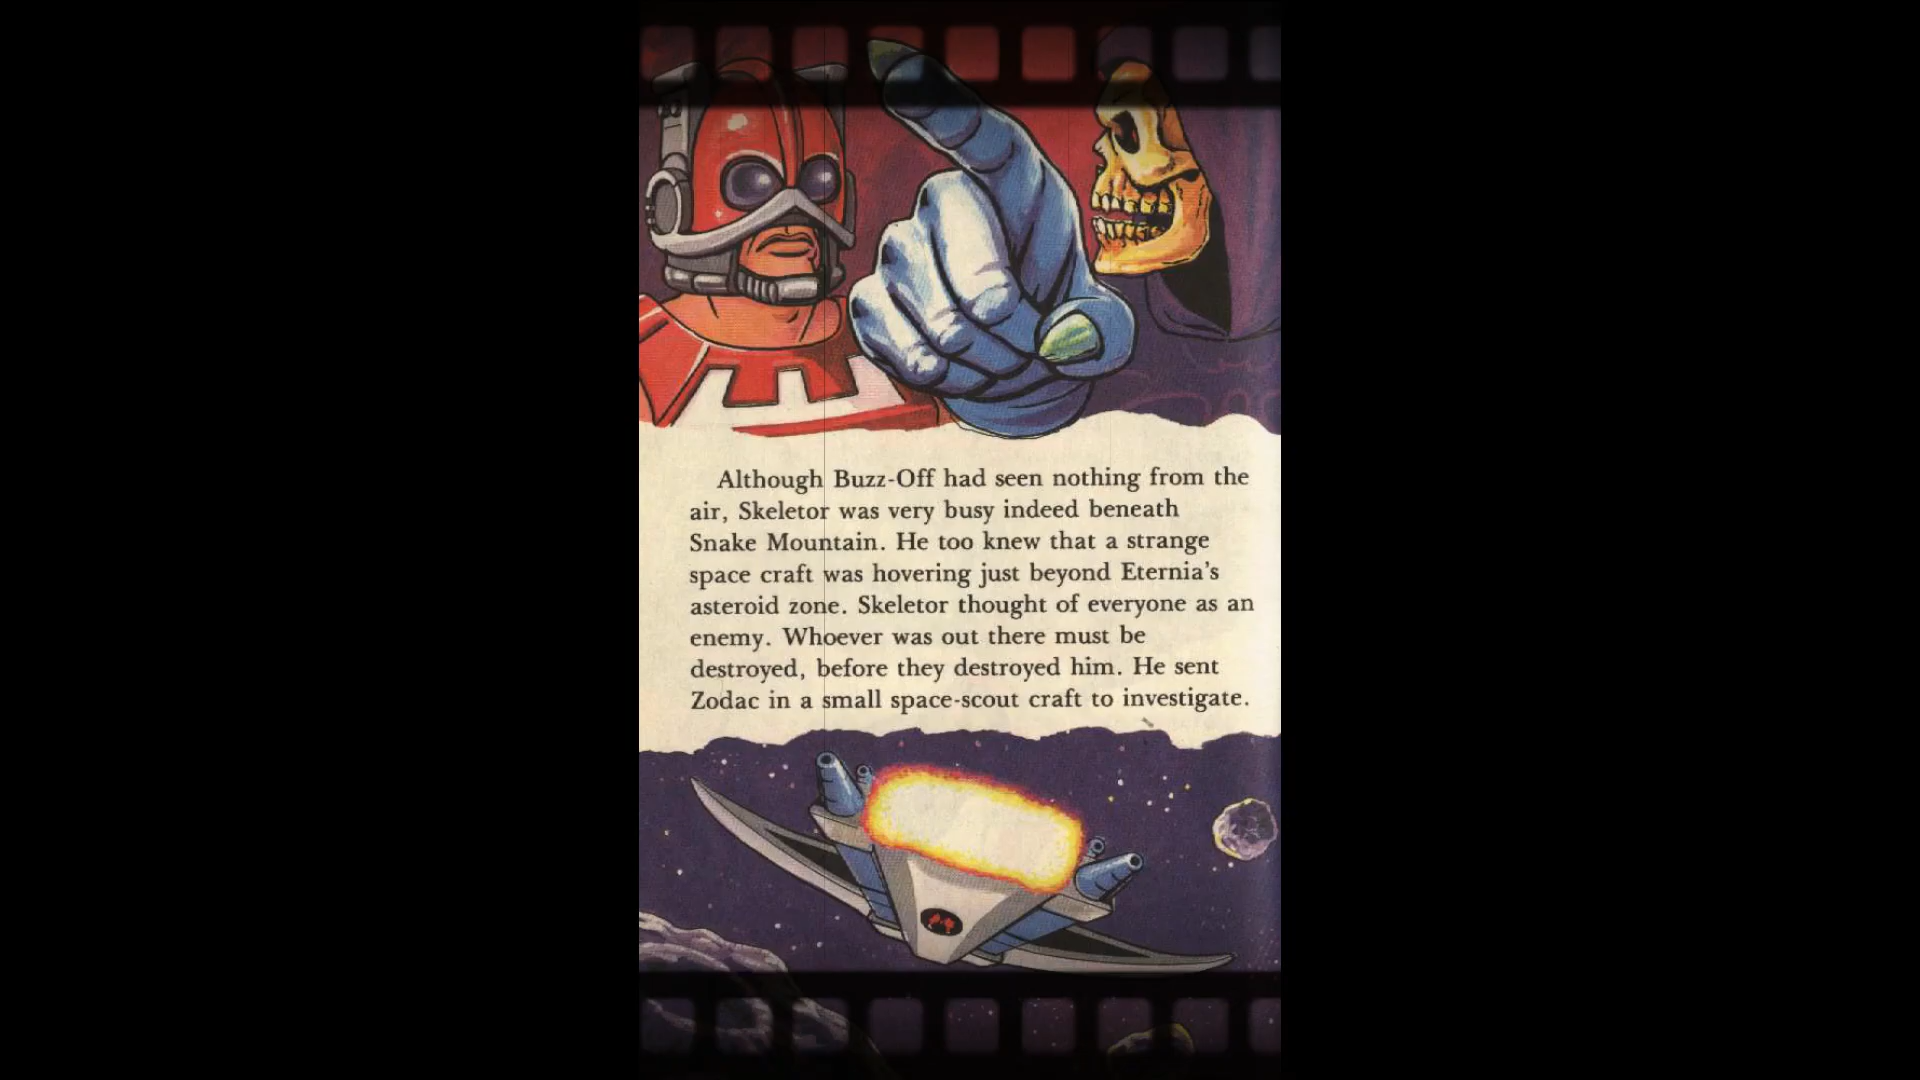 Although Buzz-Off had seen nothing from the
air, Skeletor was very busy indeed beneath
Snake Mountain. He too knew that a strange
space craft was hovering just beyond Eternia's
asteroid zone. Skeletor thought of everyone as an
enemy. Whoever was out there must be
destroyed, before they destroyed him. He sent
Zodac in a small space-scout craft to investigate.